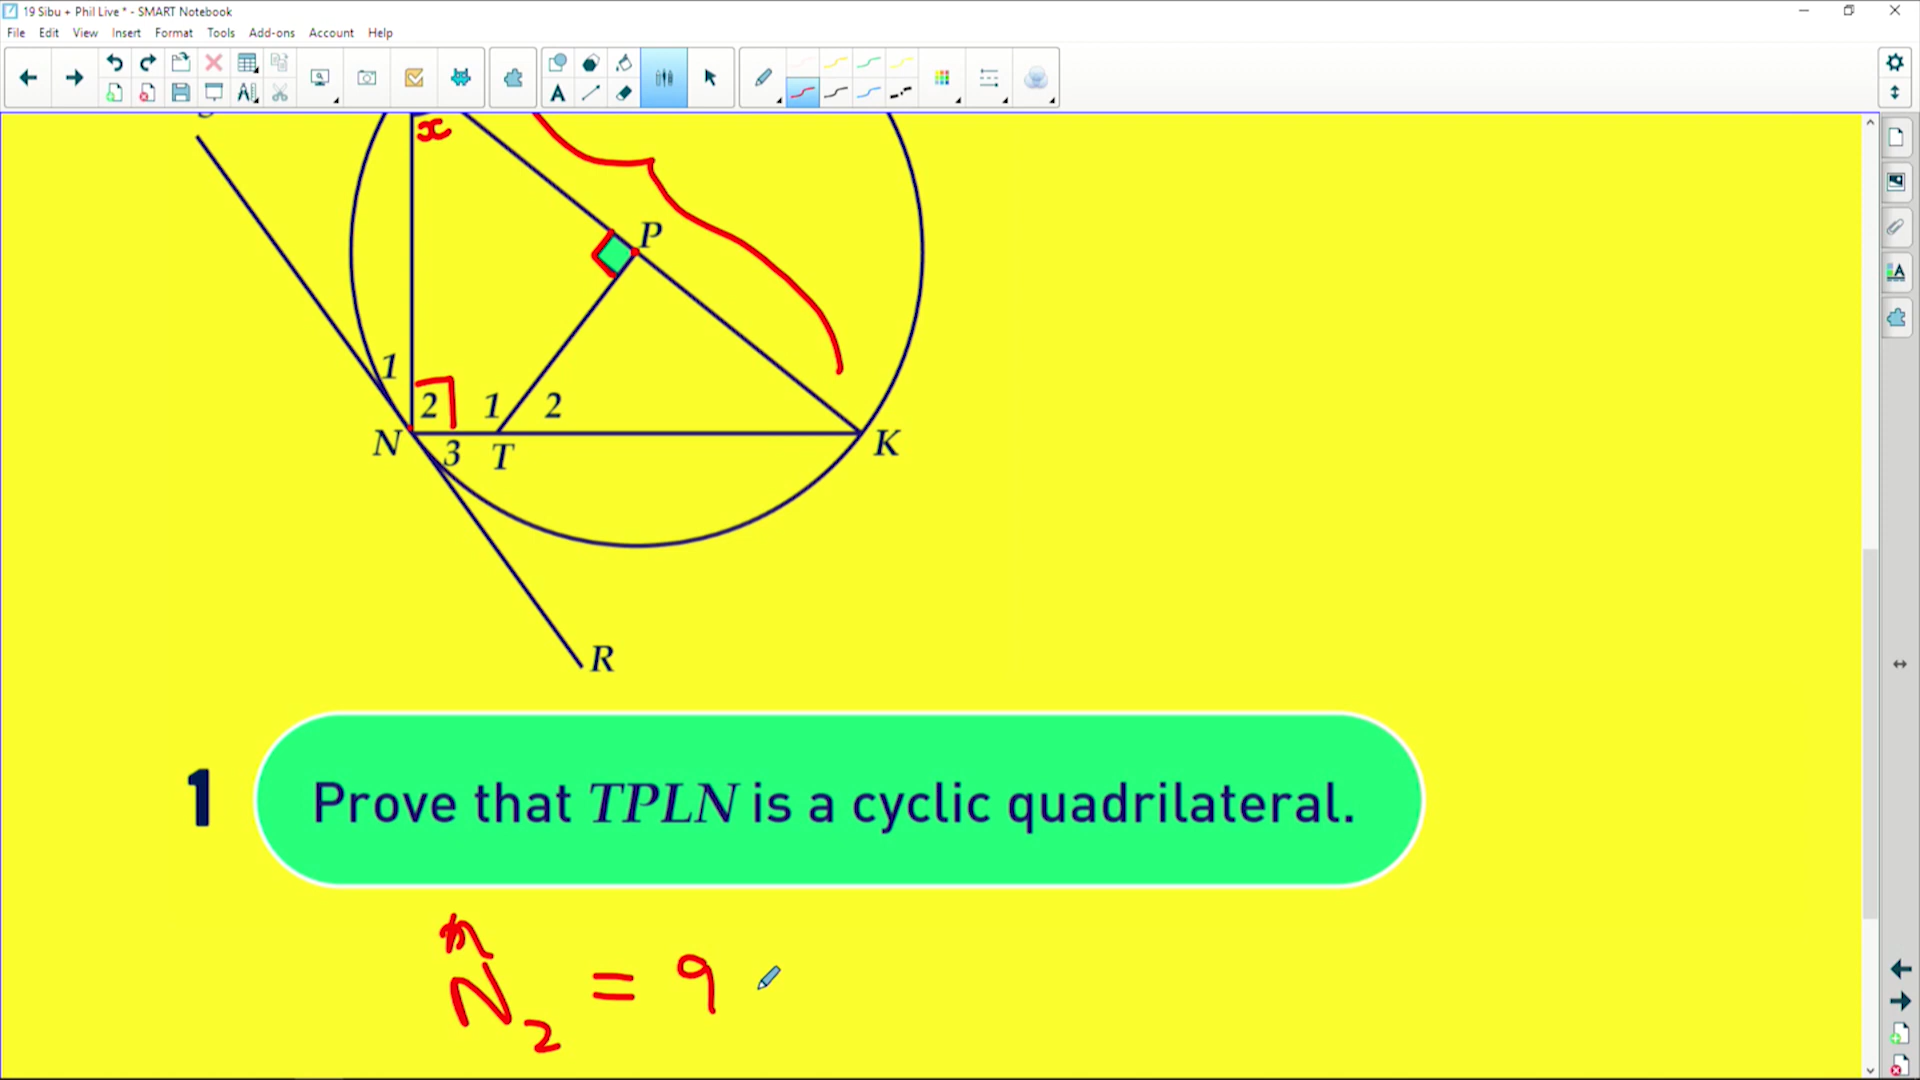 19 Sibu + Phil Live * - SMART Notebook
File Edit View Insert Format Tools Add-ons Account Help
x
P
1
2 1 2
N 3 T K
R
1 Prove that TPLN is a cyclic quadrilateral.
N̂₂ = 9